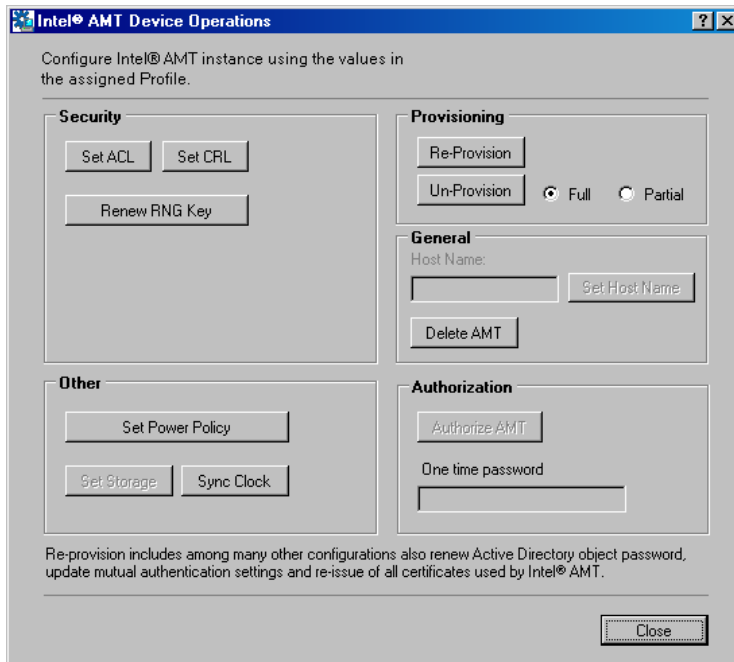 Intel® AMT Device Operations
Configure Intel® AMT instance using the values in
the assigned Profile.
Security
Set ACL
Set CRL
Renew RNG Key
Provisioning
Re-Provision
Un-Provision
Full
Partial
General
Host Name:
Set Host Name
Delete AMT
Other
Set Power Policy
Set Storage
Sync Clock
Authorization
Authorize AMT
One time password
Re-provision includes among many other configurations also renew Active Directory object password,
update mutual authentication settings and re-issue of all certificates used by Intel® AMT.
Close